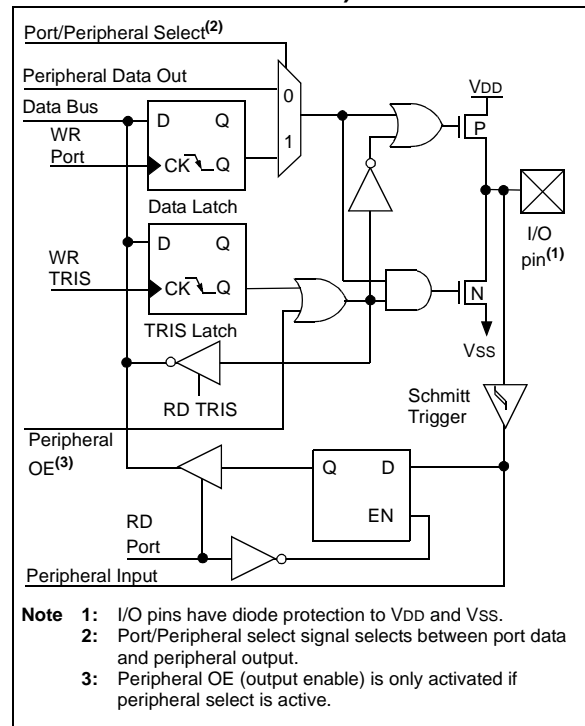 Port/Peripheral Select(2)
Peripheral Data Out
Data Bus
WR
Port
D Q
CK Q
Data Latch
0
1
VDD
P
I/O
pin(1)
WR
TRIS
D Q
CK Q
TRIS Latch
N
VSS
RD TRIS
Schmitt
Trigger
Peripheral
OE(3)
Q D
EN
RD
Port
Peripheral Input
Note 1: I/O pins have diode protection to VDD and VSS.
2: Port/Peripheral select signal selects between port data
and peripheral output.
3: Peripheral OE (output enable) is only activated if
peripheral select is active.